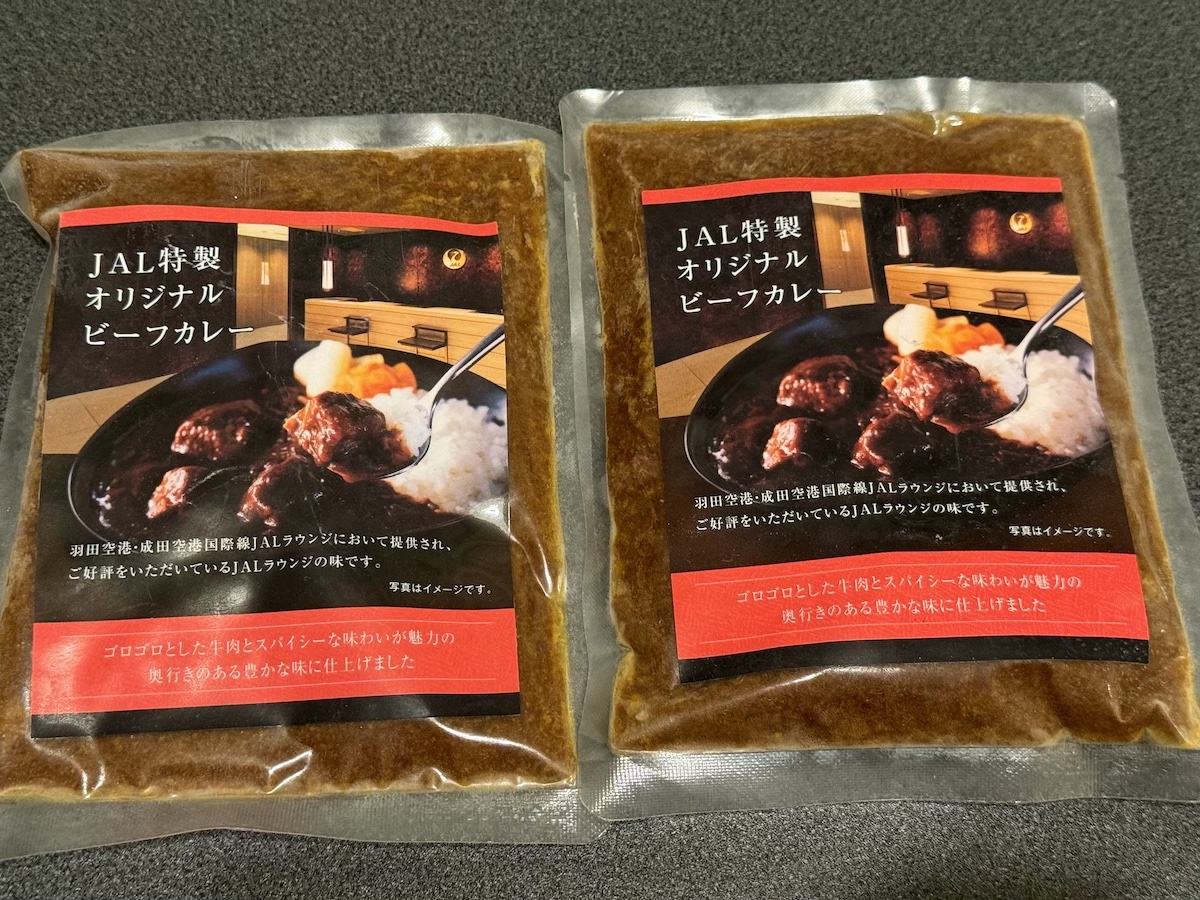 JAL特製
オリジナル
ビーフカレー
羽田空港・成田空港国際線JALラウンジにおいて提供され、
ご好評をいただいているJALラウンジの味です。
写真はイメージです。
ゴロゴロとした牛肉とスパイシーな味わいが魅力の
奥行きのある豊かな味に仕上げました
JAL特製
オリジナル
ビーフカレー
羽田空港・成田空港国際線JALラウンジにおいて提供され、
ご好評をいただいているJALラウンジの味です。
写真はイメージです。
ゴロゴロとした牛肉とスパイシーな味わいが魅力の
奥行きのある豊かな味に仕上げました